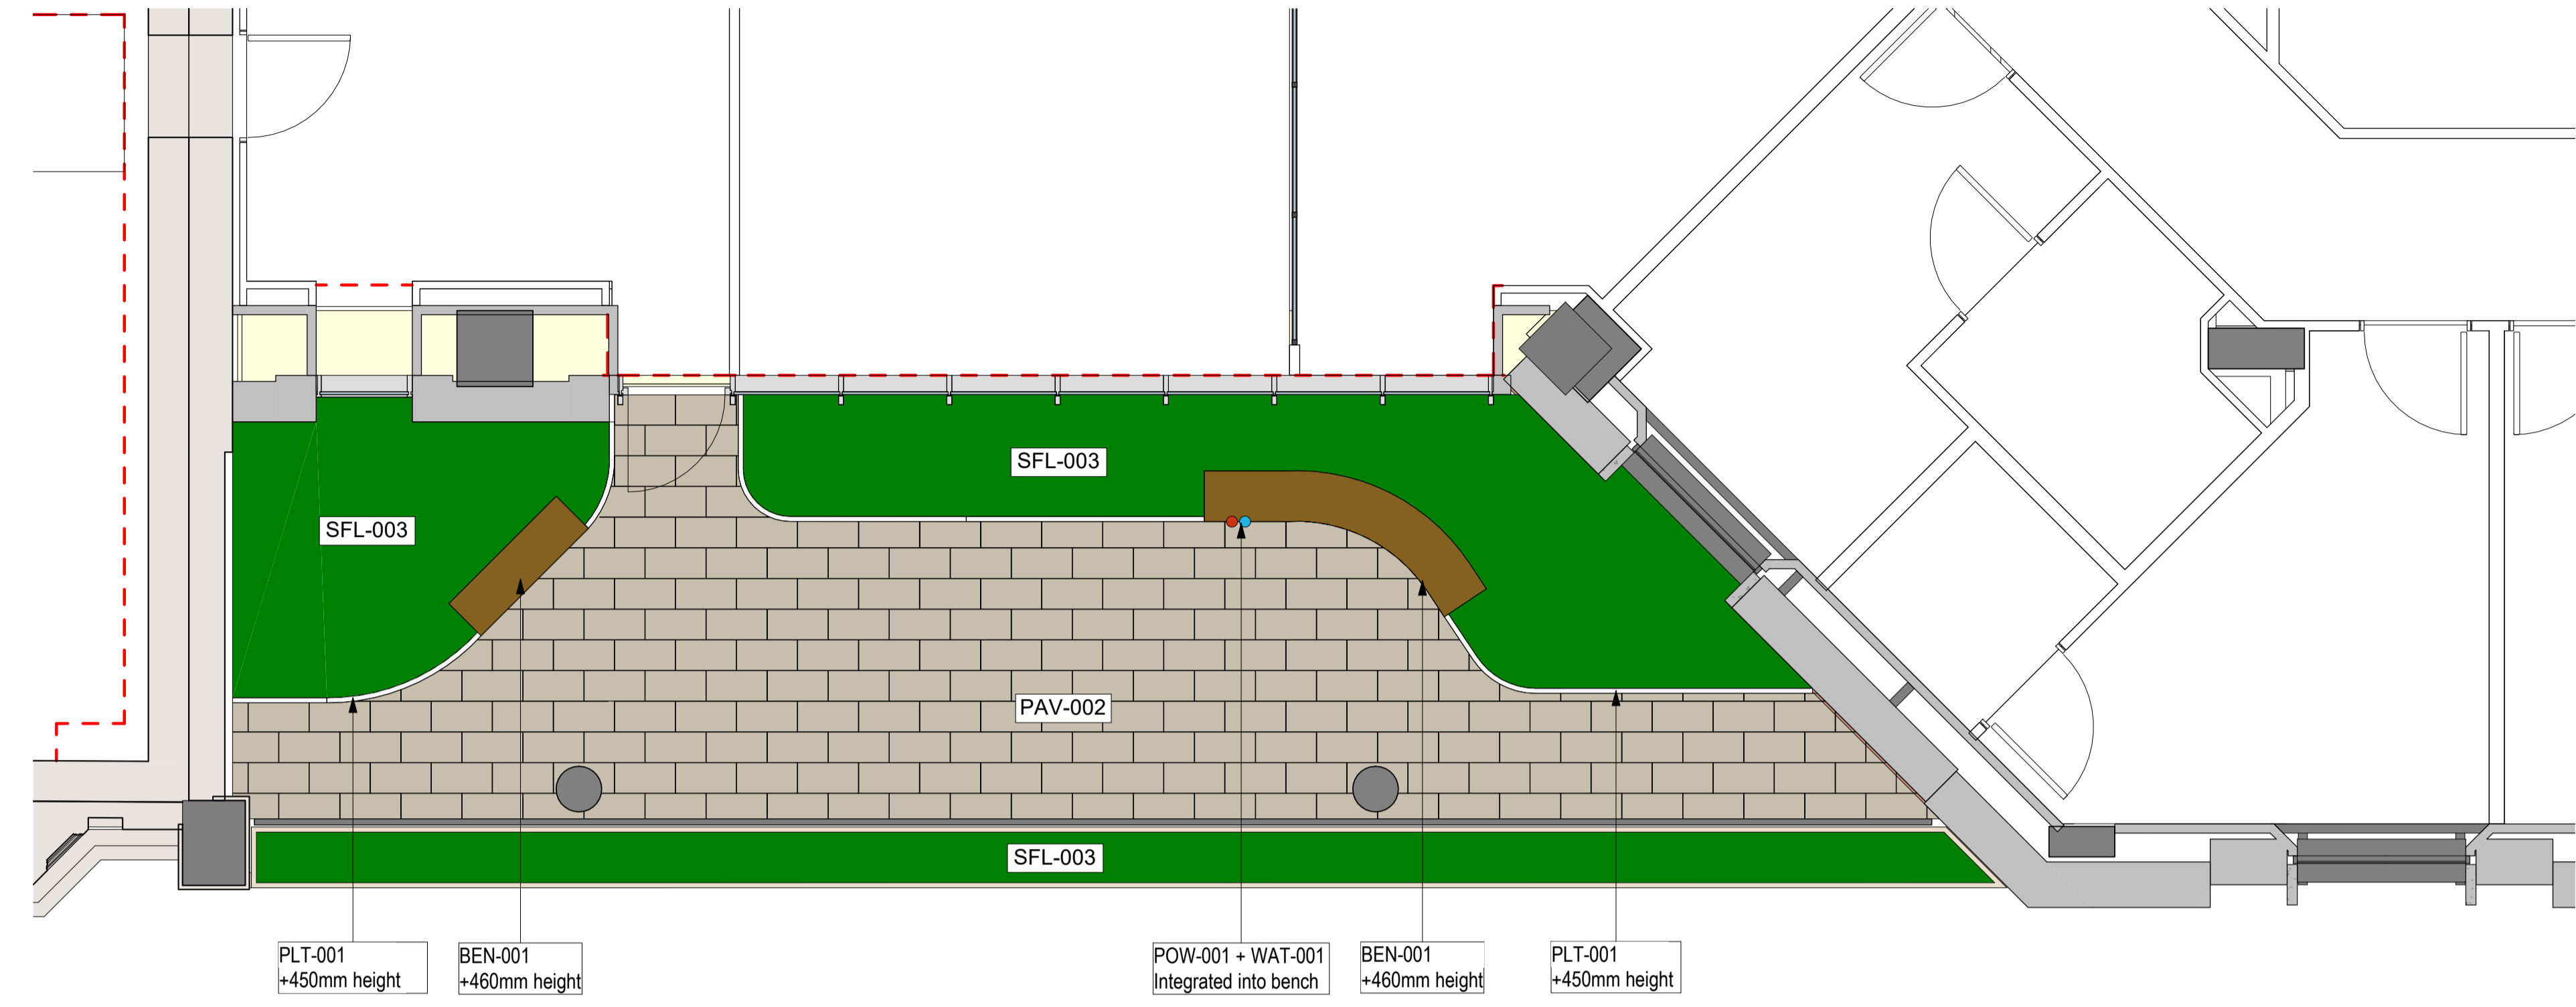 SFL-003
SFL-003
PAV-002
SFL-003
PLT-001
+450mm height
BEN-001
+460mm height
POW-001 + WAT-001
Integrated into bench
BEN-001
+460mm height
PLT-001
+450mm height